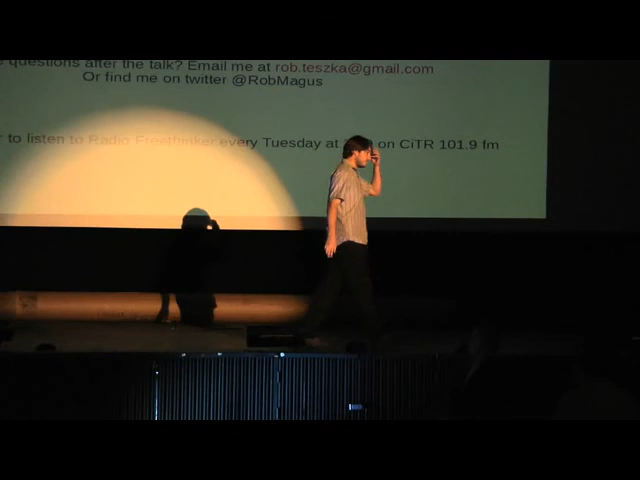 questions after the talk? Email me at rob.teszka@gmail.com
Or find me on twitter @RobMagus
to listen to Radio Freethinker every Tuesday at on CiTR 101.9 fm